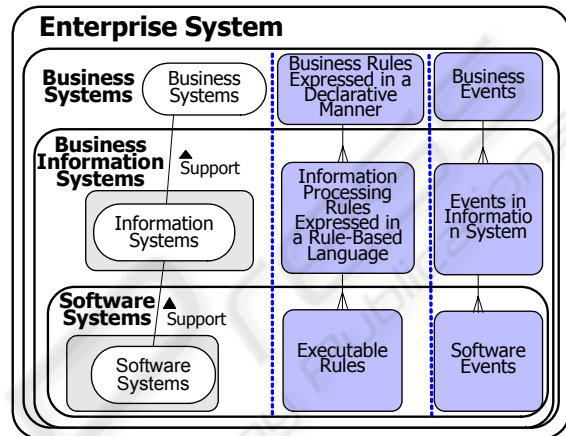 Enterprise System
Business
Systems
Business
Systems
Business Rules
Expressed in a
Declarative
Manner
Business
Events
Business
Information
Systems
Support
Information
Systems
Information
Processing
Rules
Expressed in
a Rule-Based
Language
Events in
Informatio
n System
Software
Systems
Support
Software
Systems
Executable
Rules
Software
Events